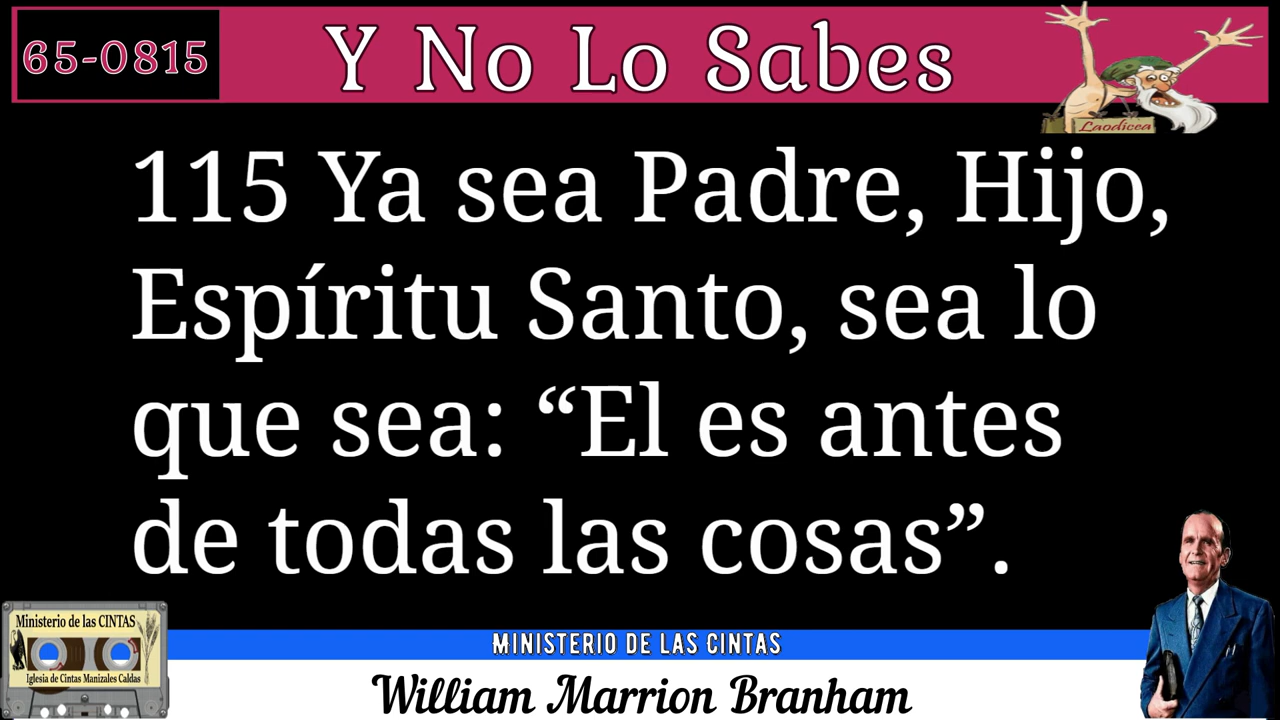 65-0815
Y No Lo Sabes
Laodicea
115 Ya sea Padre, Hijo,
Espíritu Santo, sea lo
que sea: “El es antes
de todas las cosas”.
Ministerio de las CINTAS
Iglesia de Cintas Manizales Caldas
MINISTERIO DE LAS CINTAS
William Marrion Branham